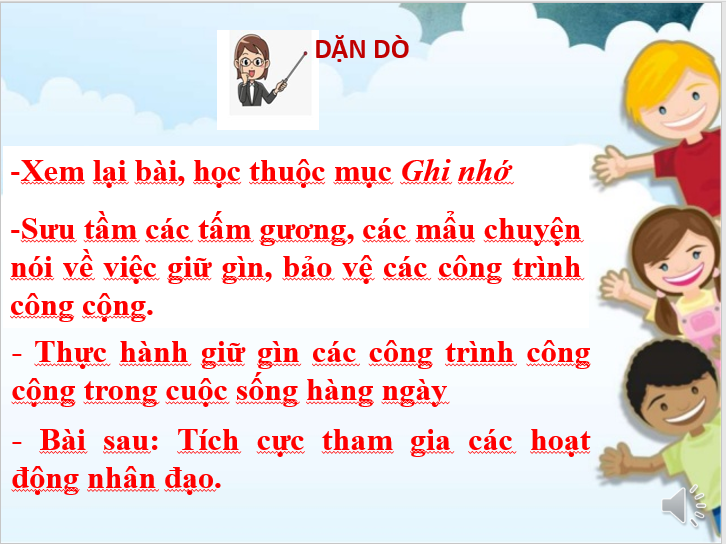 DẶN DÒ
-Xem lại bài, học thuộc mục Ghi nhớ
-Sưu tầm các tấm gương, các mẩu chuyện
nói về việc giữ gìn, bảo vệ các công trình
công cộng.
- Thực hành giữ gìn các công trình công
cộng trong cuộc sống hàng ngày
- Bài sau: Tích cực tham gia các hoạt
động nhân đạo.